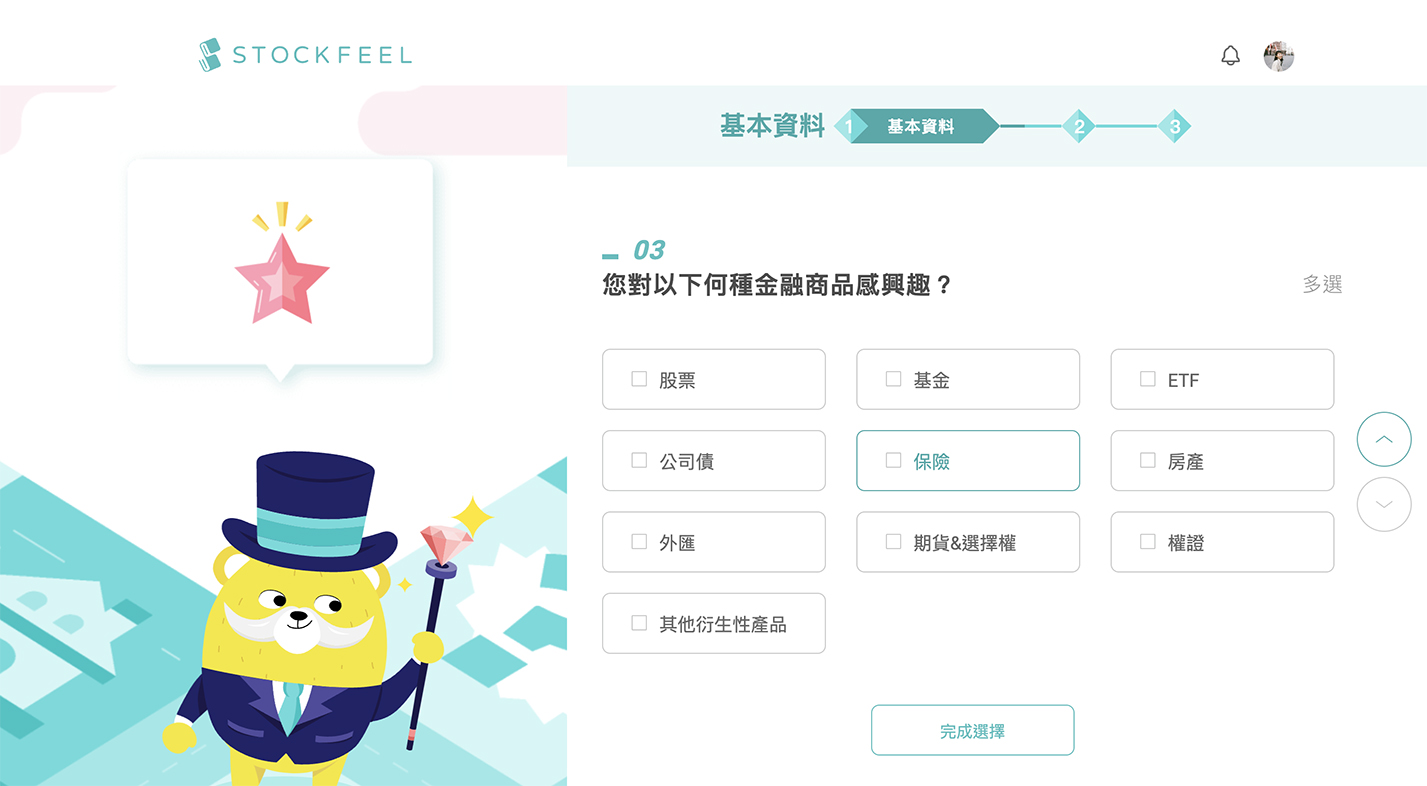 STOCKFEEL
基本資料 1 基本資料 2 3
03
您對以下何種金融商品感興趣？ 多選
股票 基金 ETF
公司債 保險 房產
外匯 期貨&選擇權 權證
其他衍生性產品
完成選擇